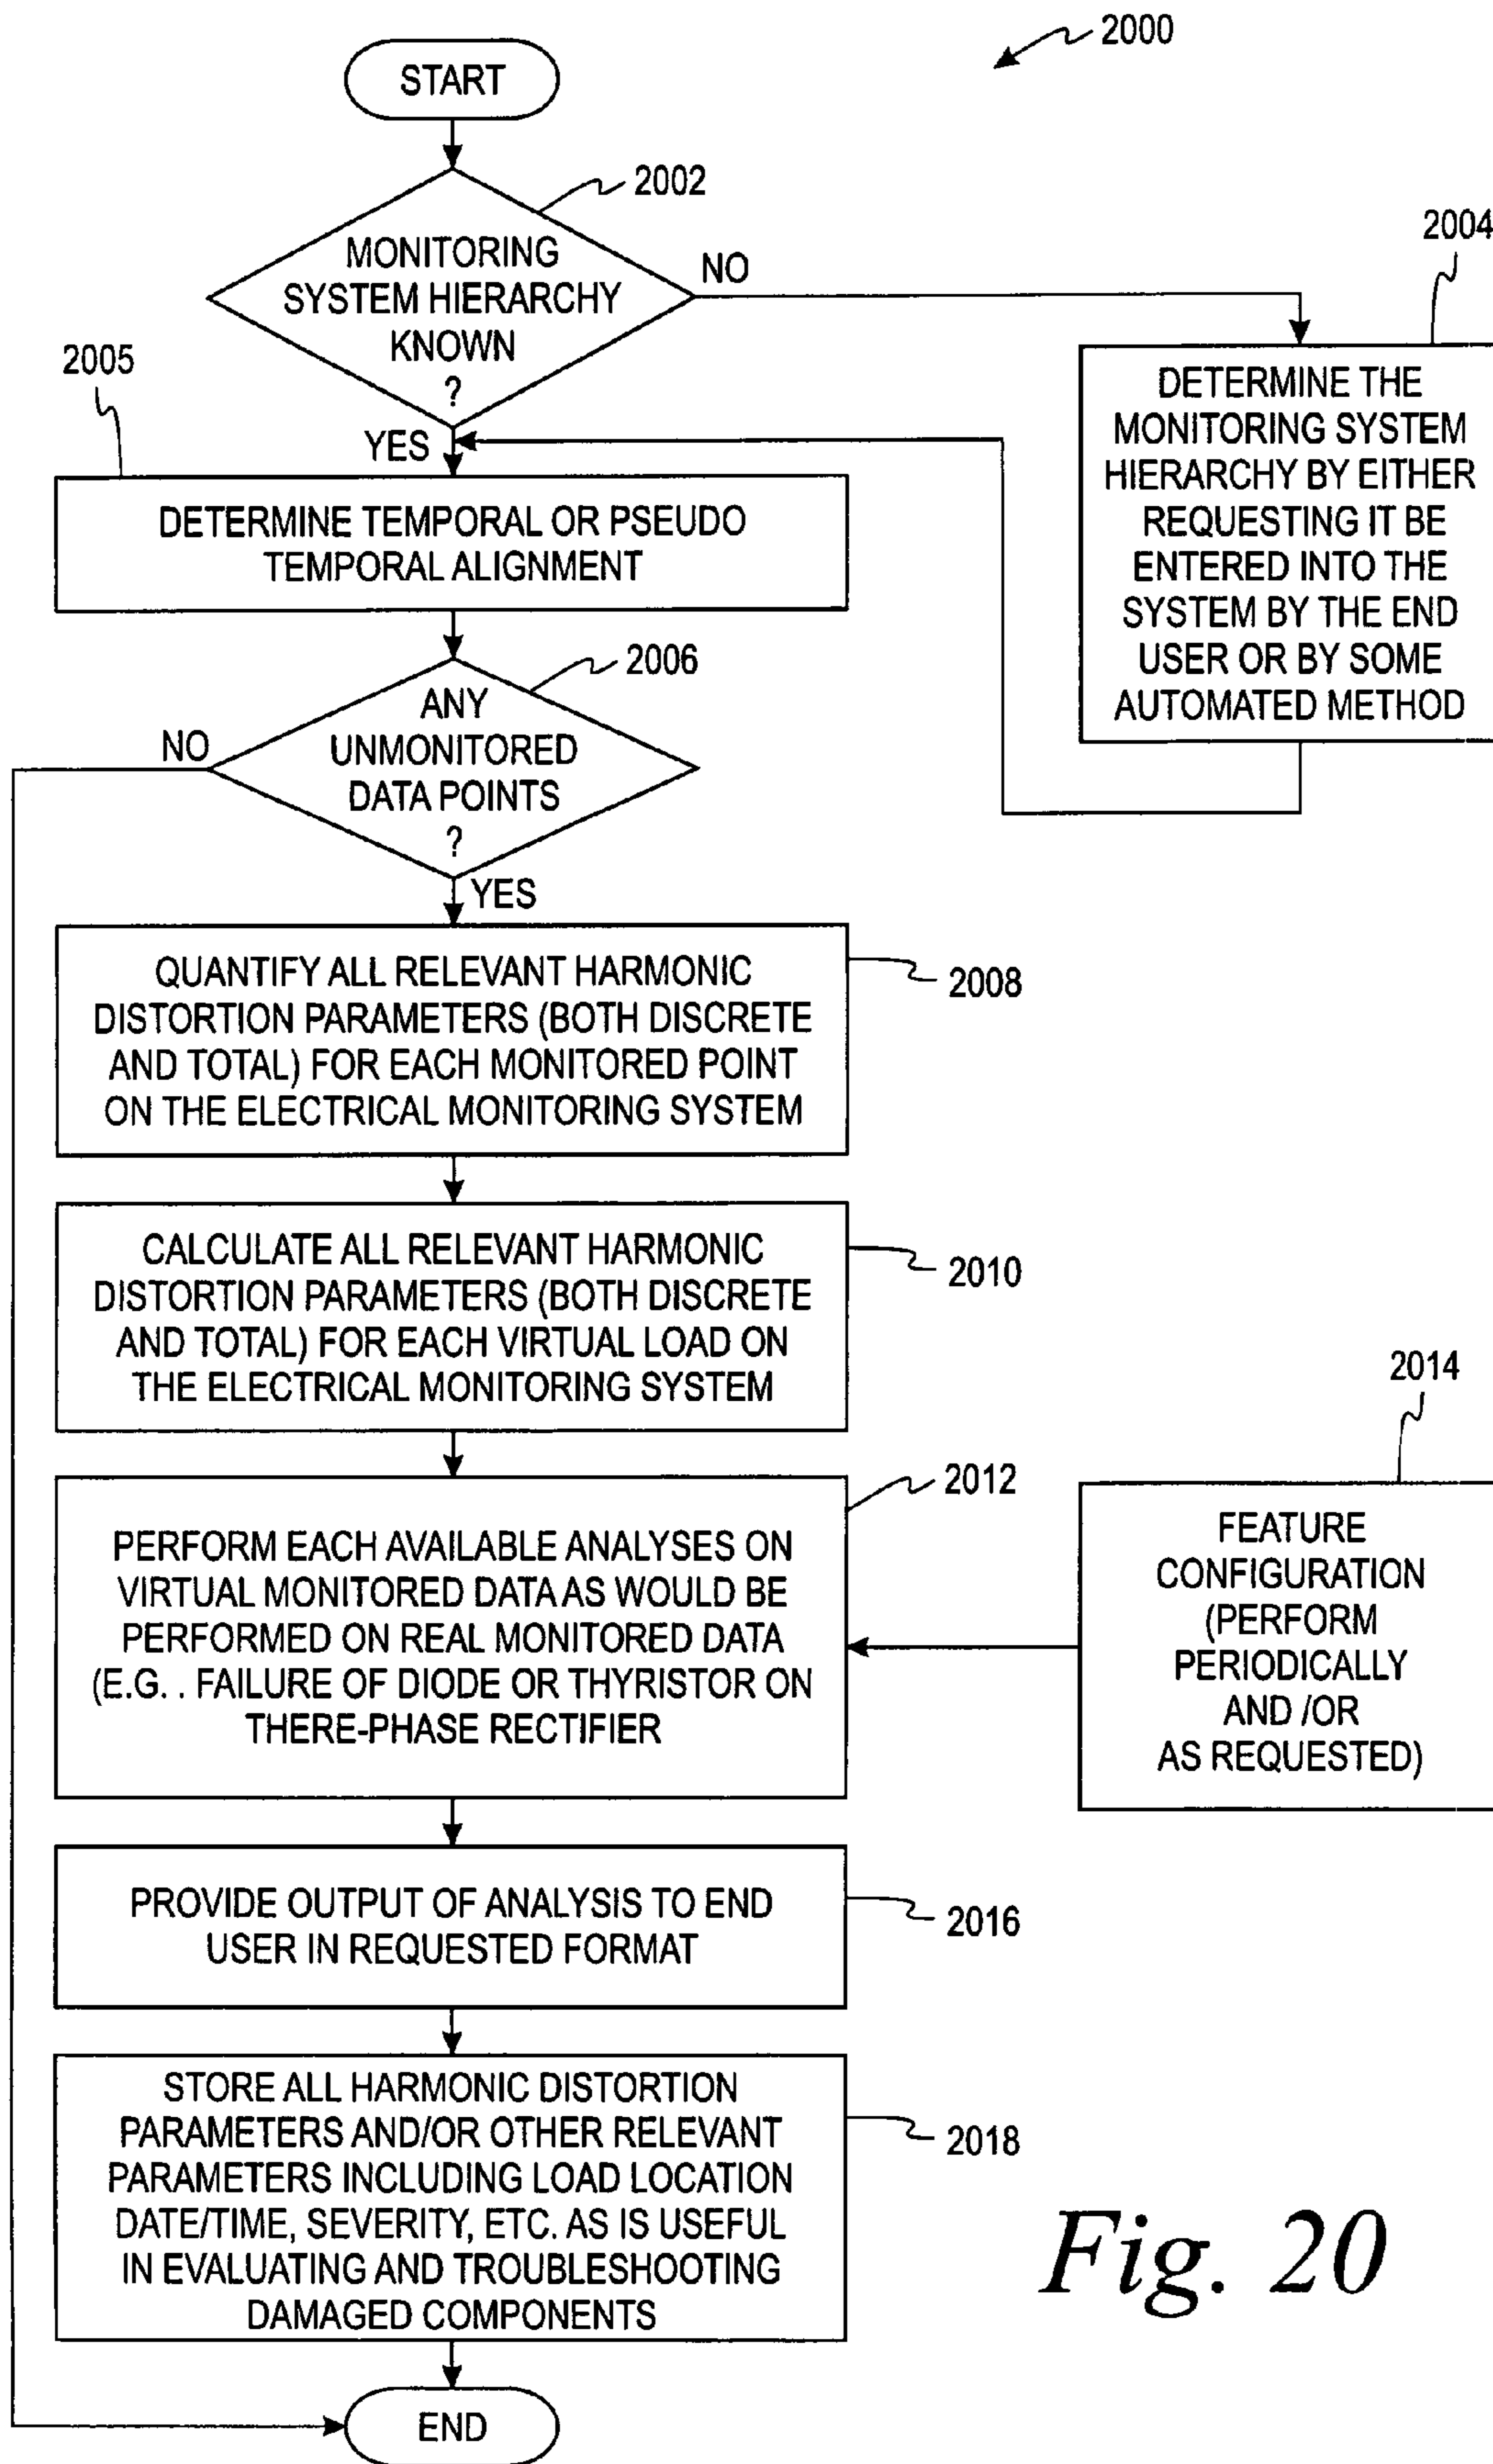 2000
START
2002
MONITORING
SYSTEM HIERARCHY
KNOWN
?
NO
YES
2004
DETERMINE THE
MONITORING SYSTEM
HIERARCHY BY EITHER
REQUESTING IT BE
ENTERED INTO THE
SYSTEM BY THE END
USER OR BY SOME
AUTOMATED METHOD
2005
DETERMINE TEMPORAL OR PSEUDO
TEMPORAL ALIGNMENT
2006
ANY
UNMONITORED
DATA POINTS
?
NO
YES
QUANTIFY ALL RELEVANT HARMONIC
DISTORTION PARAMETERS (BOTH DISCRETE
AND TOTAL) FOR EACH MONITORED POINT
ON THE ELECTRICAL MONITORING SYSTEM
2008
CALCULATE ALL RELEVANT HARMONIC
DISTORTION PARAMETERS (BOTH DISCRETE
AND TOTAL) FOR EACH VIRTUAL LOAD ON
THE ELECTRICAL MONITORING SYSTEM
2010
2012
PERFORM EACH AVAILABLE ANALYSES ON
VIRTUAL MONITORED DATA AS WOULD BE
PERFORMED ON REAL MONITORED DATA
(E.G. . FAILURE OF DIODE OR THYRISTOR ON
THERE-PHASE RECTIFIER
2014
FEATURE
CONFIGURATION
(PERFORM
PERIODICALLY
AND /OR
AS REQUESTED)
PROVIDE OUTPUT OF ANALYSIS TO END
USER IN REQUESTED FORMAT
2016
STORE ALL HARMONIC DISTORTION
PARAMETERS AND/OR OTHER RELEVANT
PARAMETERS INCLUDING LOAD LOCATION
DATE/TIME, SEVERITY, ETC. AS IS USEFUL
IN EVALUATING AND TROUBLESHOOTING
DAMAGED COMPONENTS
2018
END
Fig. 20